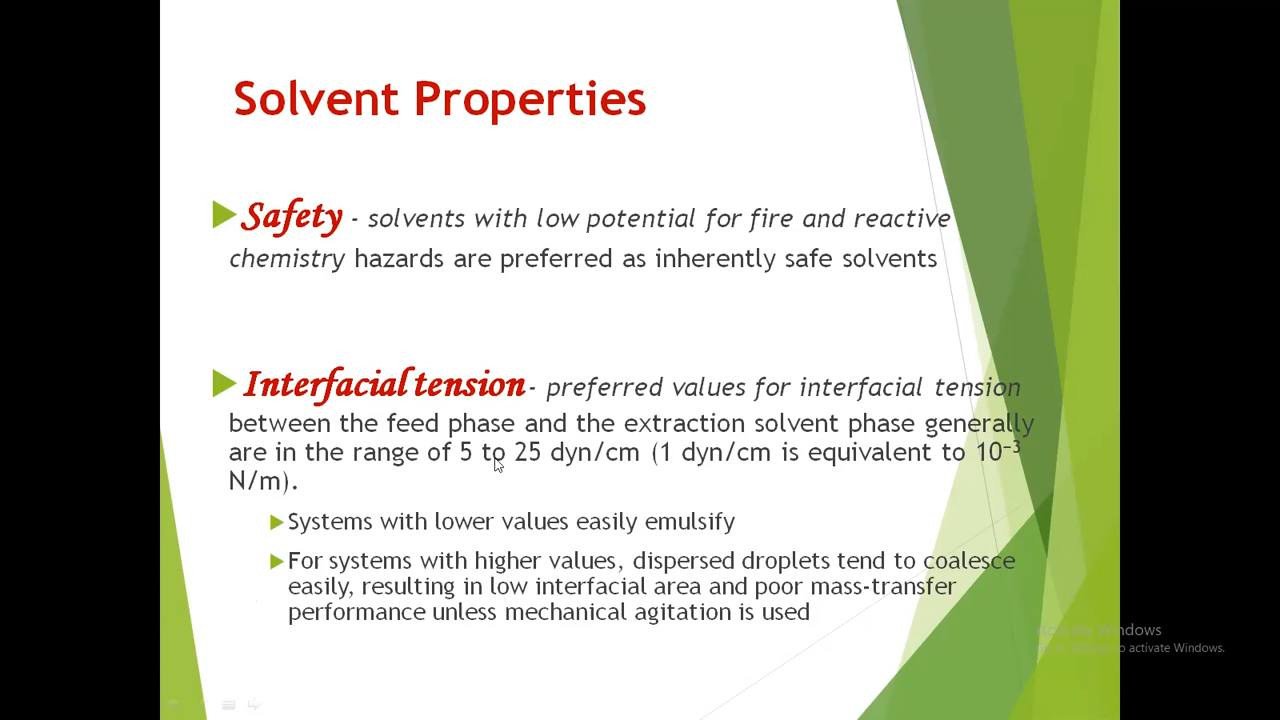 Solvent Properties
Safety - solvents with low potential for fire and reactive
chemistry hazards are preferred as inherently safe solvents
Interfacial tension- preferred values for interfacial tension
between the feed phase and the extraction solvent phase generally
are in the range of 5 to 25 dyn/cm (1 dyn/cm is equivalent to 10⁻³
N/m).
Systems with lower values easily emulsify
For systems with higher values, dispersed droplets tend to coalesce
easily, resulting in low interfacial area and poor mass-transfer
performance unless mechanical agitation is used
Activate Windows
to activate Windows.